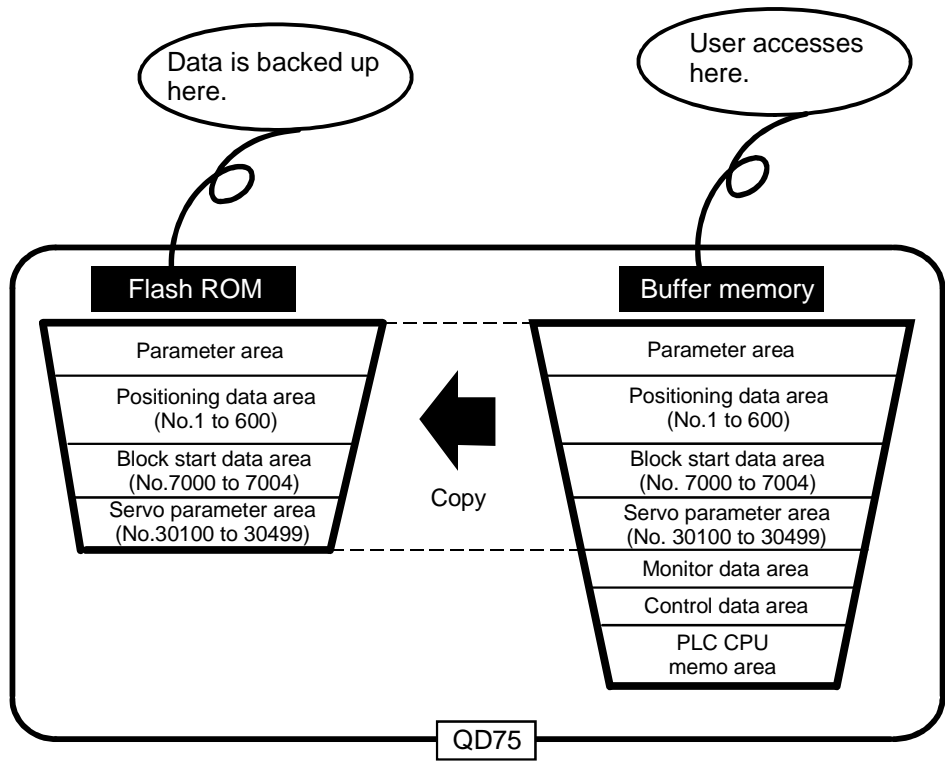 Data is backed up
here.
User accesses
here.
Flash ROM
Parameter area
Positioning data area
(No.1 to 600)
Block start data area
(No.7000 to 7004)
Servo parameter area
(No.30100 to 30499)
Copy
Buffer memory
Parameter area
Positioning data area
(No.1 to 600)
Block start data area
(No. 7000 to 7004)
Servo parameter area
(No. 30100 to 30499)
Monitor data area
Control data area
PLC CPU
memo area
QD75